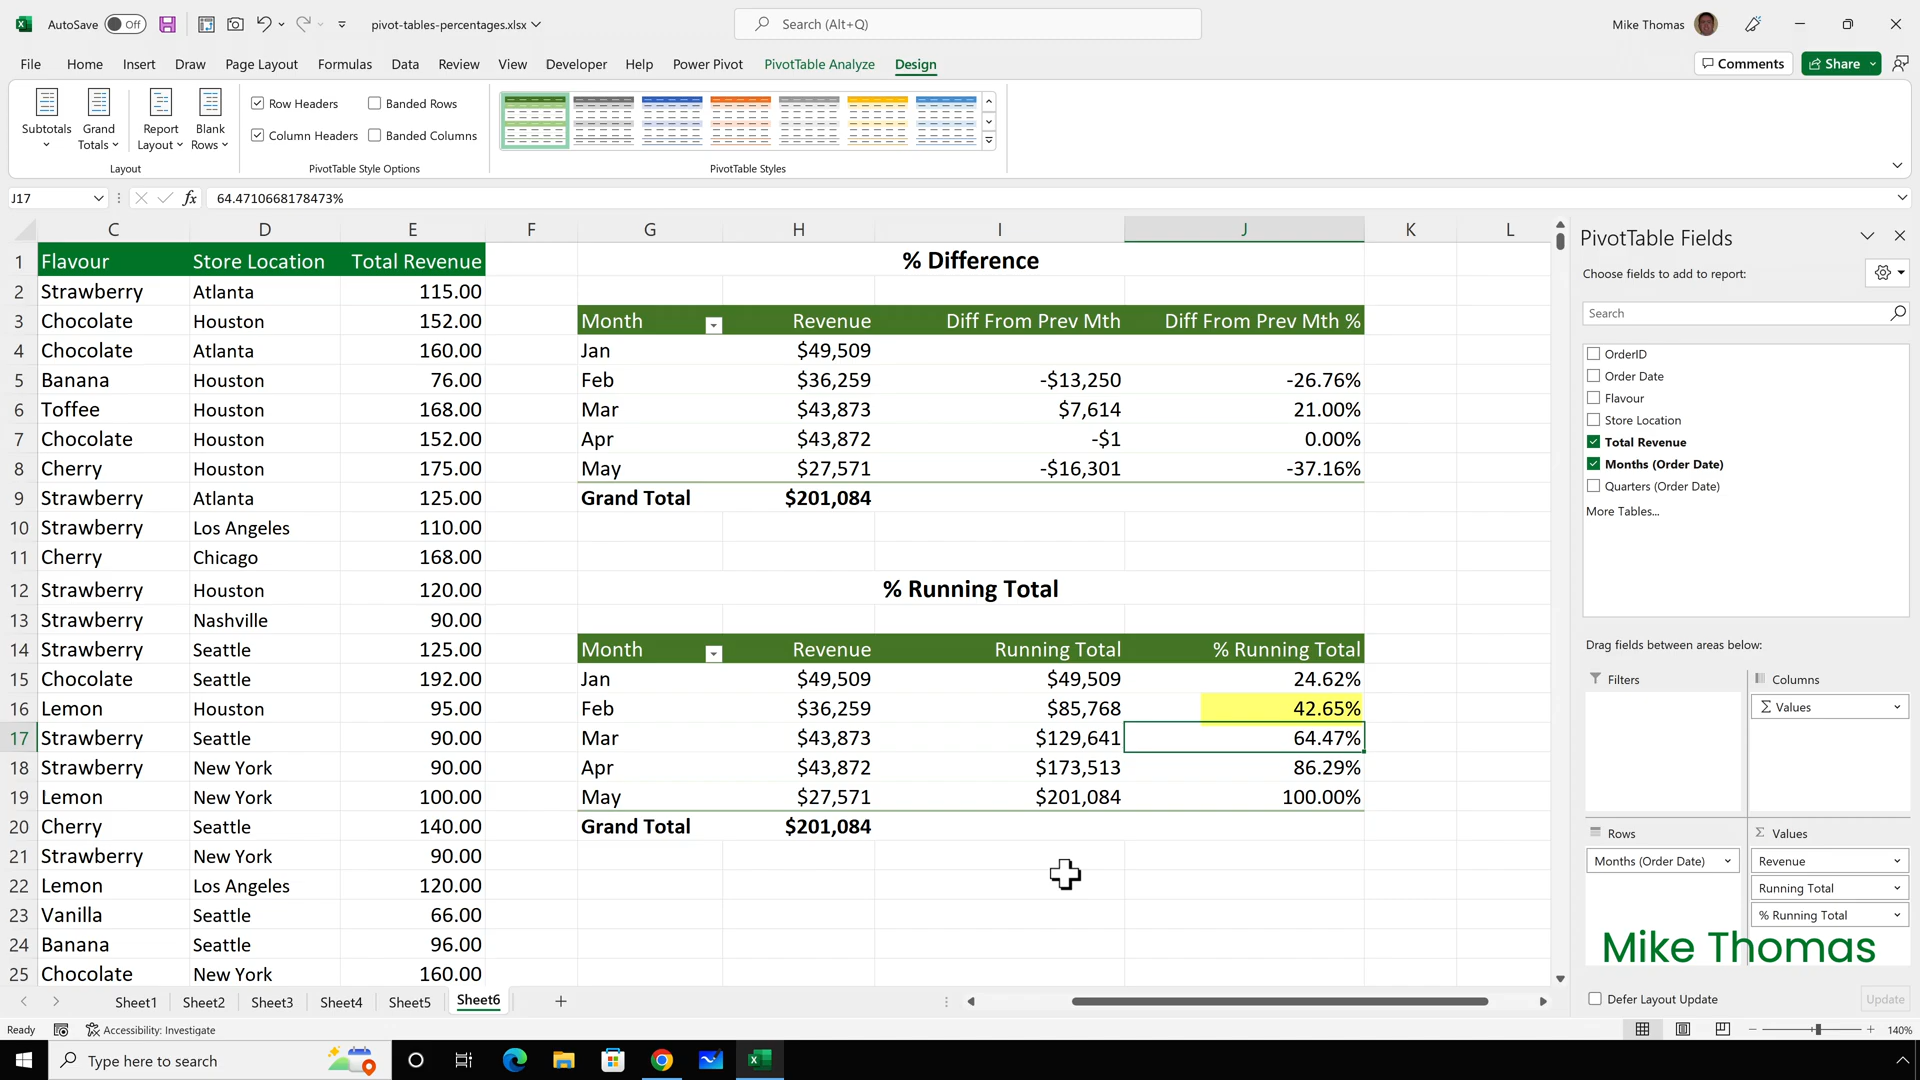 AutoSave Off pivot-tables-percentages.xlsx Search (Alt+Q) Mike Thomas
File Home Insert Draw Page Layout Formulas Data Review View Developer Help Power Pivot PivotTable Analyze Design Comments Share
Subtotals Grand Totals Report Layout Blank Rows
Row Headers Banded Rows
Column Headers Banded Columns
Layout PivotTable Style Options PivotTable Styles
J17 fx 64.4710668178473%
C D E F G H I J K L
1 Flavour Store Location Total Revenue % Difference
2 Strawberry Atlanta 115.00
3 Chocolate Houston 152.00 Month Revenue Diff From Prev Mth Diff From Prev Mth %
4 Chocolate Atlanta 160.00 Jan $49,509
5 Banana Houston 76.00 Feb $36,259 -$13,250 -26.76%
6 Toffee Houston 168.00 Mar $43,873 $7,614 21.00%
7 Chocolate Houston 152.00 Apr $43,872 -$1 0.00%
8 Cherry Houston 175.00 May $27,571 -$16,301 -37.16%
9 Strawberry Atlanta 125.00 Grand Total $201,084
10 Strawberry Los Angeles 110.00
11 Cherry Chicago 168.00
12 Strawberry Houston 120.00 % Running Total
13 Strawberry Nashville 90.00
14 Strawberry Seattle 125.00 Month Revenue Running Total % Running Total
15 Chocolate Seattle 192.00 Jan $49,509 $49,509 24.62%
16 Lemon Houston 95.00 Feb $36,259 $85,768 42.65%
17 Strawberry Seattle 90.00 Mar $43,873 $129,641 64.47%
18 Strawberry New York 90.00 Apr $43,872 $173,513 86.29%
19 Lemon New York 100.00 May $27,571 $201,084 100.00%
20 Cherry Seattle 140.00 Grand Total $201,084
21 Strawberry New York 90.00
22 Lemon Los Angeles 120.00
23 Vanilla Seattle 66.00
24 Banana Seattle 96.00
25 Chocolate New York 160.00
PivotTable Fields
Choose fields to add to report:
Search
OrderID
Order Date
Flavour
Store Location
Total Revenue
Months (Order Date)
Quarters (Order Date)
More Tables...
Drag fields between areas below:
Filters Columns
Σ Values
Rows Σ Values
Months (Order Date) Revenue
Running Total
% Running Total
Mike Thomas
Defer Layout Update Update
Sheet1 Sheet2 Sheet3 Sheet4 Sheet5 Sheet6
Ready Accessibility: Investigate 140%
Type here to search